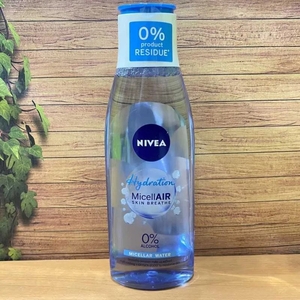 0%
product
RESIDUE*
NIVEA
Hydration
MicellAIR
SKIN BREATHE
0%
ALCOHOL
MICELLAR WATER